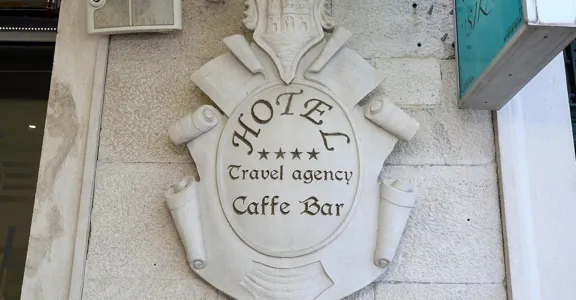 HOTEL
★★★★
Travel agency
Caffe Bar